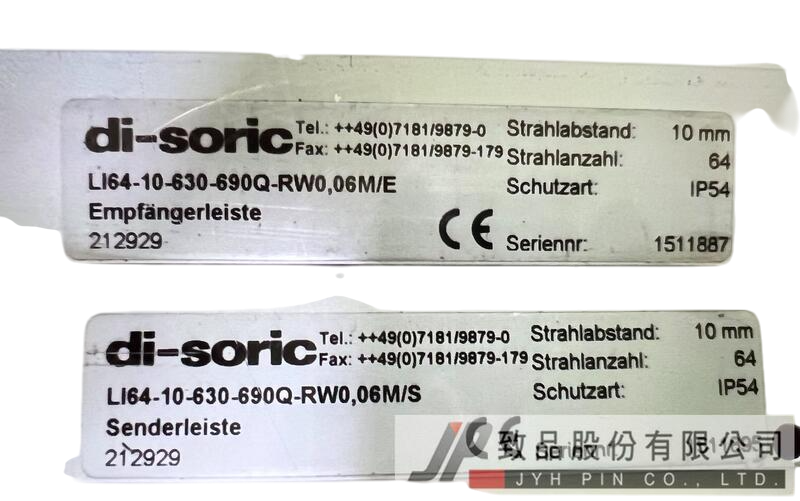 di-soric Tel.: ++49(0)7181/9879-0 Strahlabstand: 10 mm
Fax: ++49(0)7181/9879-179 Strahlanzahl: 64
LI64-10-630-690Q-RW0,06M/E Schutzart: IP54
Empfängerleiste
212929 CE Seriennr: 1511887
di-soric Tel.: ++49(0)7181/9879-0 Strahlabstand: 10 mm
Fax: ++49(0)7181/9879-179 Strahlanzahl: 64
LI64-10-630-690Q-RW0,06M/S Schutzart: IP54
Senderleiste
212929
致品股份有限公司
JYH PIN CO., LTD.